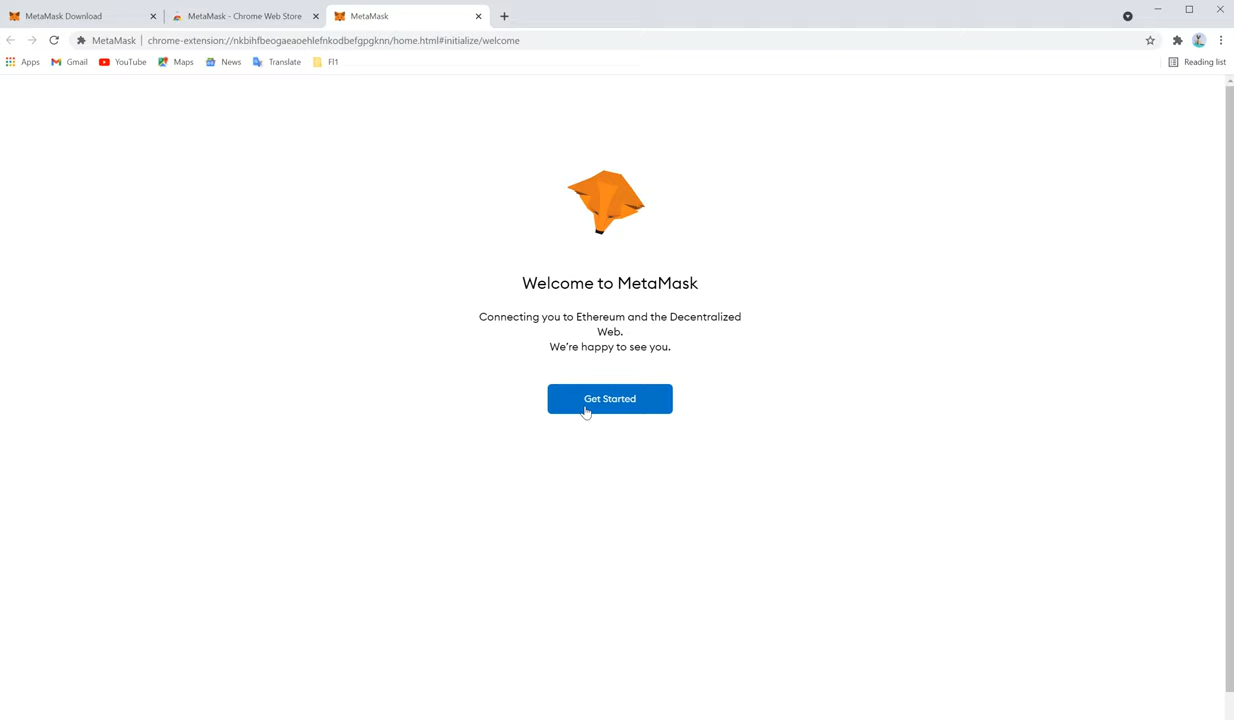 MetaMask Download
MetaMask - Chrome Web Store
MetaMask
MetaMask | chrome-extension://nkbihfbeogaeaoehlefnkodbefgpgknn/home.html#initialize/welcome
Apps
Gmail
YouTube
Maps
News
Translate
Fl1
Reading list
Welcome to MetaMask
Connecting you to Ethereum and the Decentralized
Web.
We're happy to see you.
Get Started